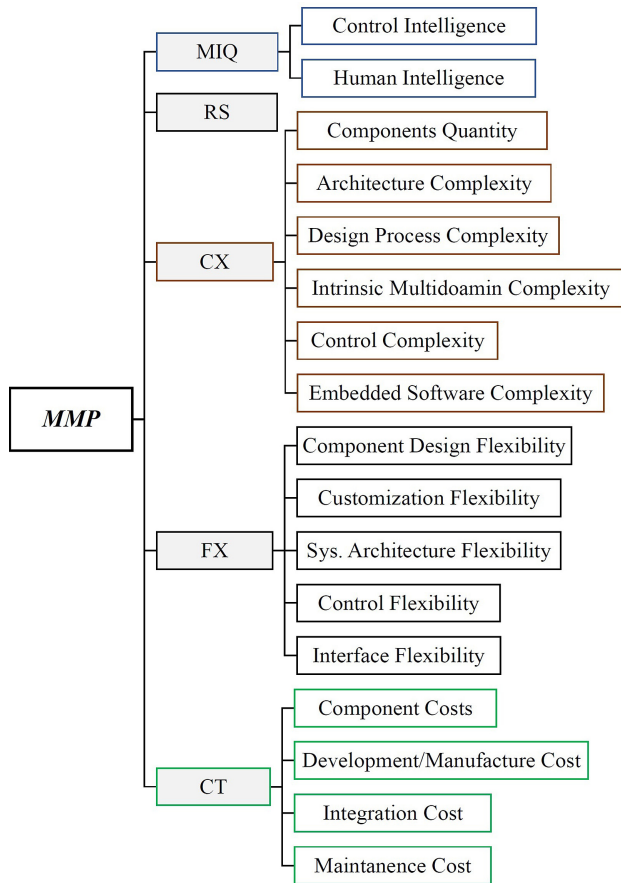 MMP
MIQ
Control Intelligence
Human Intelligence
RS
CX
Components Quantity
Architecture Complexity
Design Process Complexity
Intrinsic Multidoamin Complexity
Control Complexity
Embedded Software Complexity
FX
Component Design Flexibility
Customization Flexibility
Sys. Architecture Flexibility
Control Flexibility
Interface Flexibility
CT
Component Costs
Development/Manufacture Cost
Integration Cost
Maintanence Cost